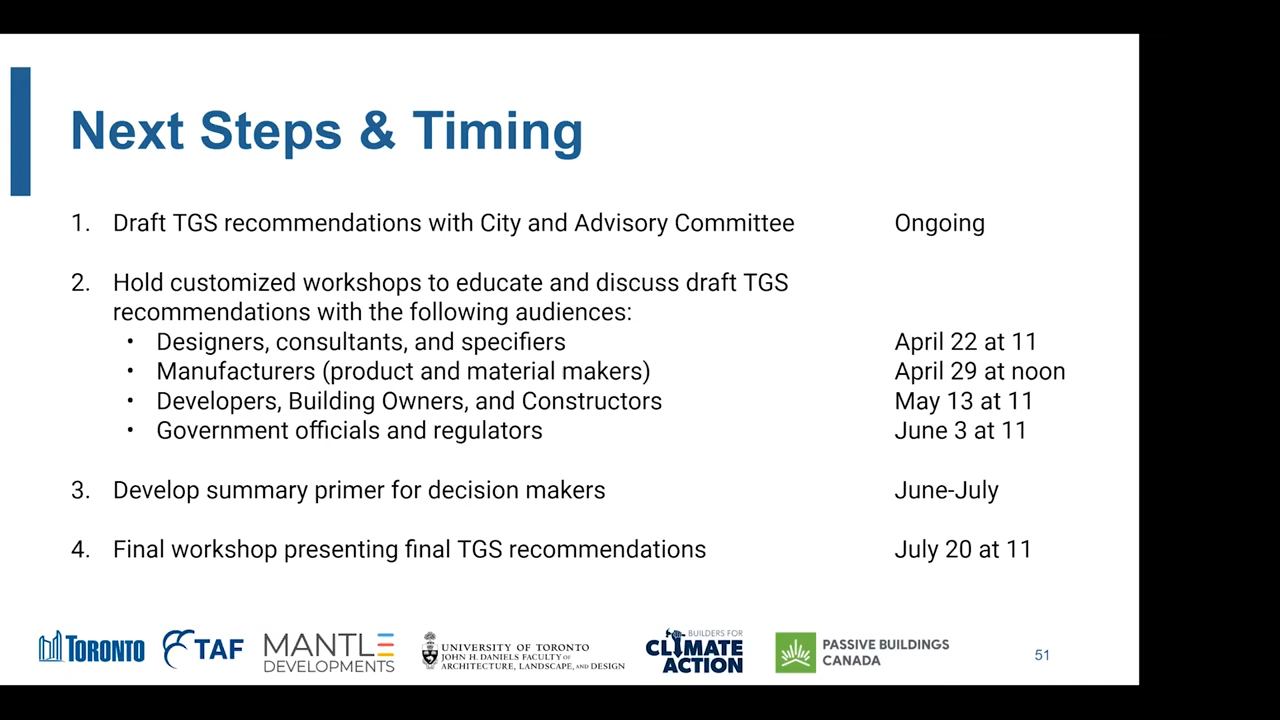 Next Steps & Timing
1. Draft TGS recommendations with City and Advisory Committee Ongoing
2. Hold customized workshops to educate and discuss draft TGS
recommendations with the following audiences:
• Designers, consultants, and specifiers April 22 at 11
• Manufacturers (product and material makers) April 29 at noon
• Developers, Building Owners, and Constructors May 13 at 11
• Government officials and regulators June 3 at 11
3. Develop summary primer for decision makers June-July
4. Final workshop presenting final TGS recommendations July 20 at 11
TORONTO
TAF
MANTLE
DEVELOPMENTS
UNIVERSITY OF TORONTO
JOHN H. DANIELS FACULTY OF
ARCHITECTURE, LANDSCAPE, AND DESIGN
BUILDERS FOR
CLIMATE
ACTION
PASSIVE BUILDINGS
CANADA
51